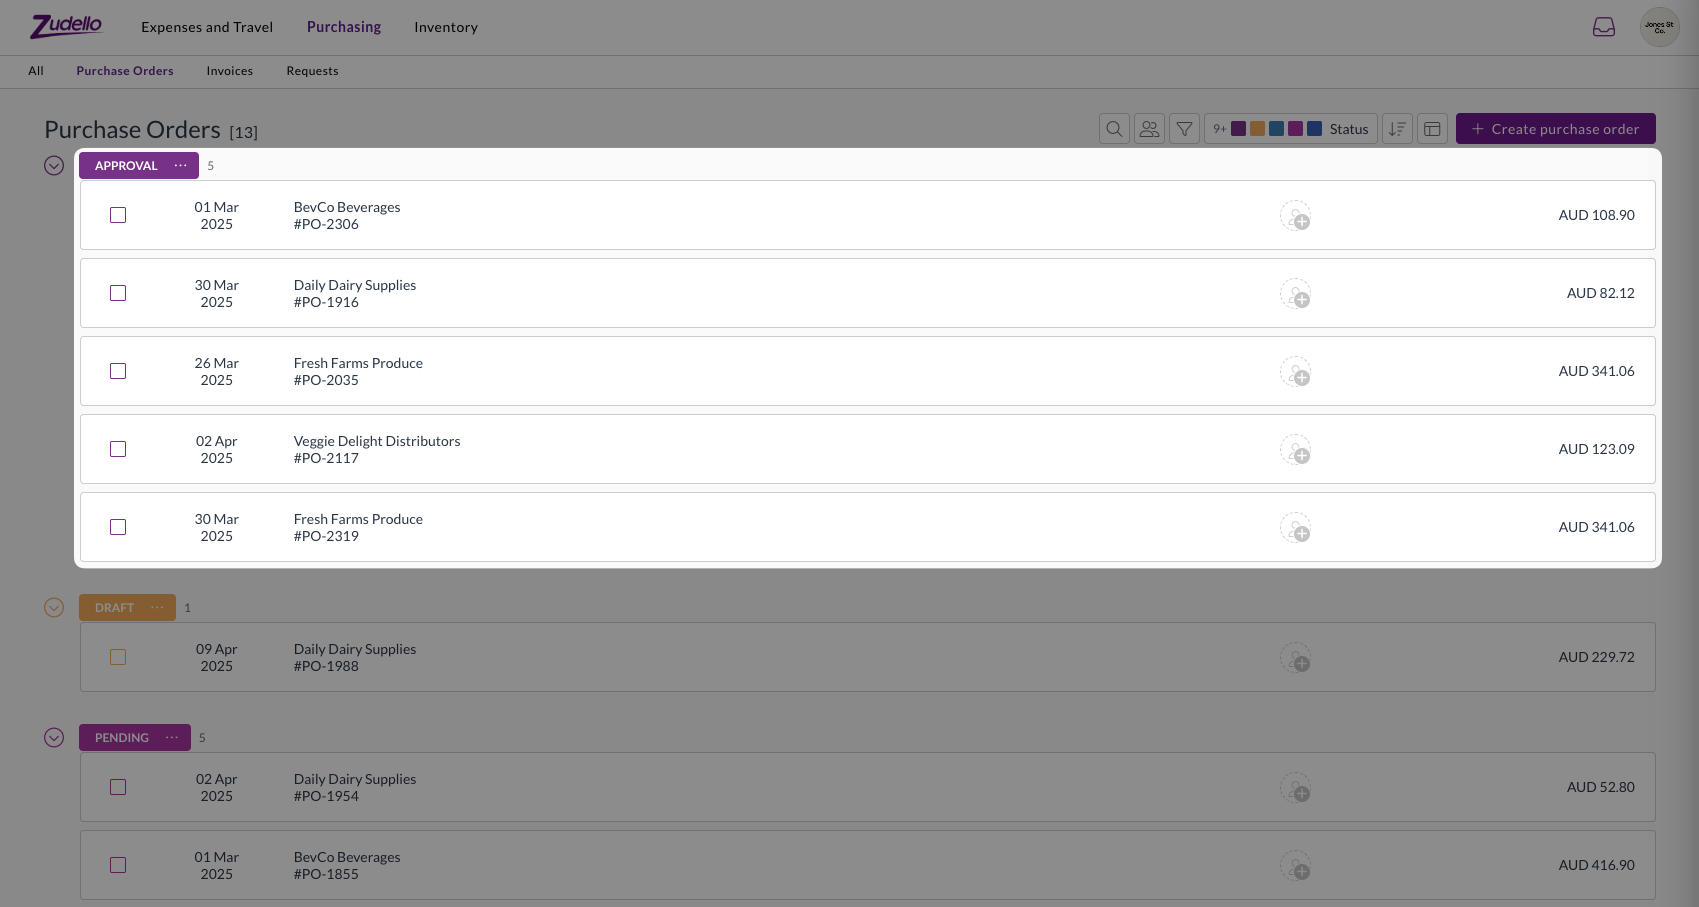 Zudello
Expenses and Travel
Purchasing
Inventory
Jones St
Co.
All
Purchase Orders
Invoices
Requests
Purchase Orders [13]
9+
Status
+ Create purchase order
APPROVAL ... 5
01 Mar
2025
BevCo Beverages
#PO-2306
AUD 108.90
30 Mar
2025
Daily Dairy Supplies
#PO-1916
AUD 82.12
26 Mar
2025
Fresh Farms Produce
#PO-2035
AUD 341.06
02 Apr
2025
Veggie Delight Distributors
#PO-2117
AUD 123.09
30 Mar
2025
Fresh Farms Produce
#PO-2319
AUD 341.06
DRAFT ... 1
09 Apr
2025
Daily Dairy Supplies
#PO-1988
AUD 229.72
PENDING ... 5
02 Apr
2025
Daily Dairy Supplies
#PO-1954
AUD 52.80
01 Mar
2025
BevCo Beverages
#PO-1855
AUD 416.90